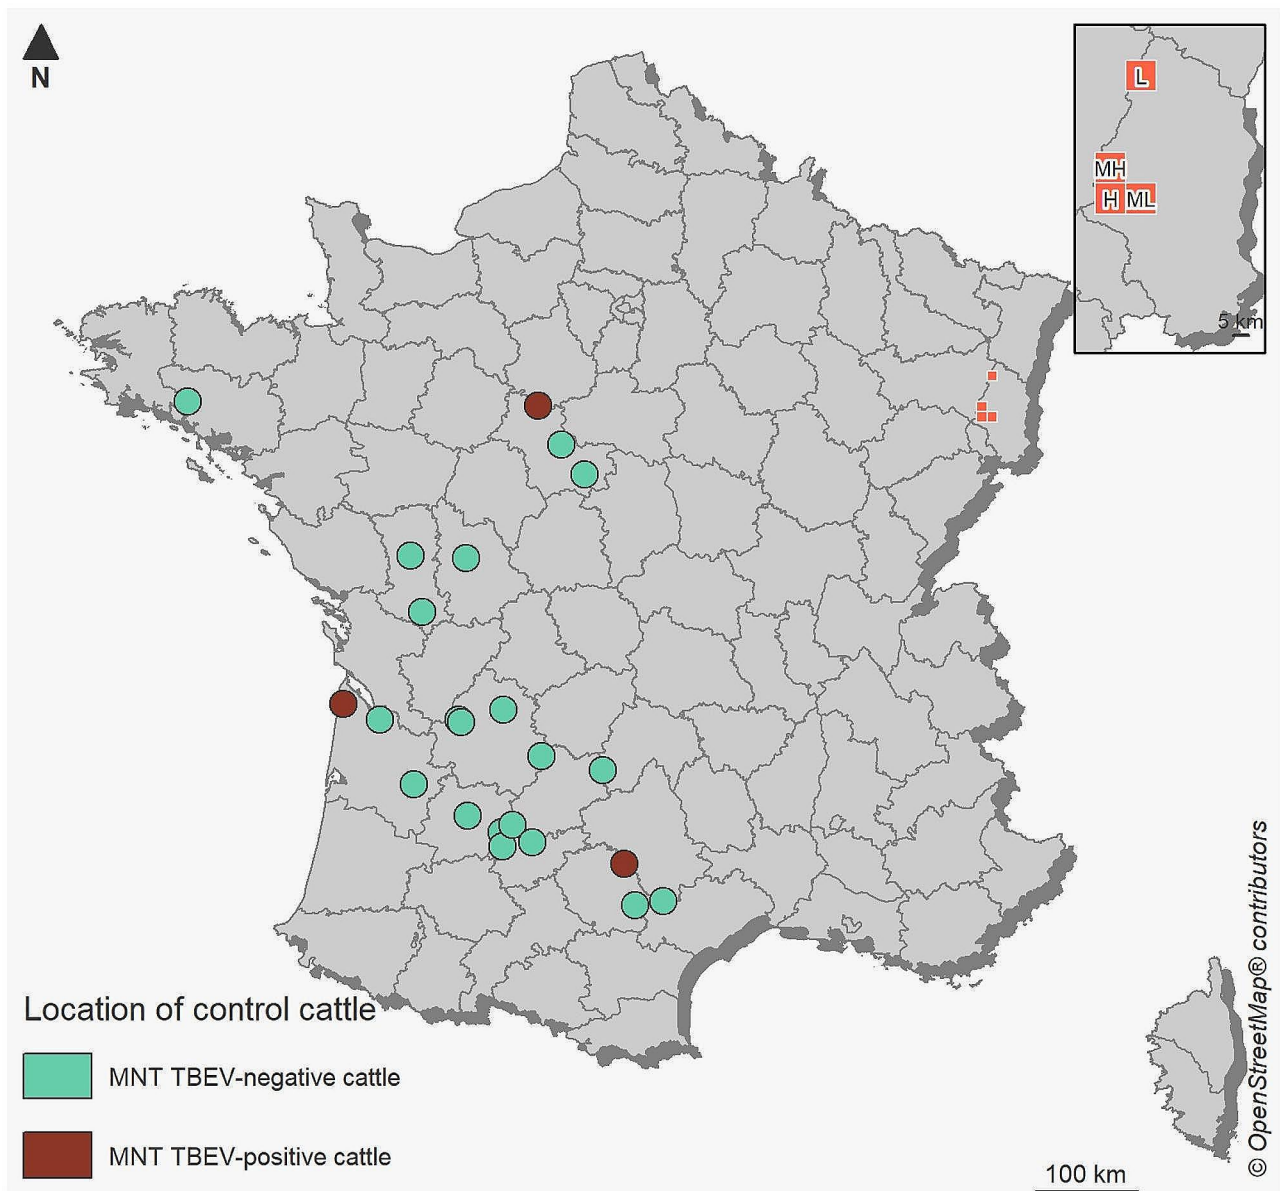 N
L
MH
H ML
5 km
Location of control cattle
MNT TBEV-negative cattle
MNT TBEV-positive cattle
100 km
© OpenStreetMap® contributors